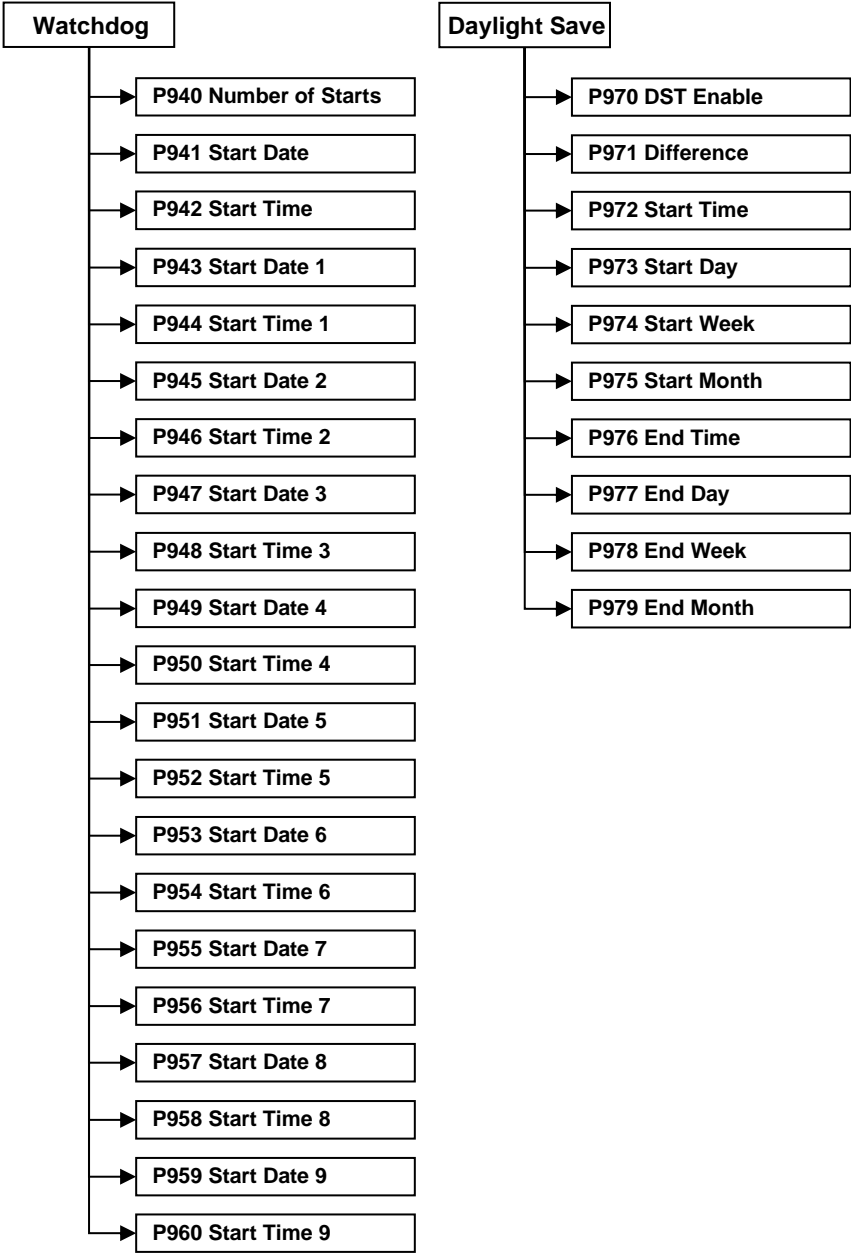 Watchdog
P940 Number of Starts
P941 Start Date
P942 Start Time
P943 Start Date 1
P944 Start Time 1
P945 Start Date 2
P946 Start Time 2
P947 Start Date 3
P948 Start Time 3
P949 Start Date 4
P950 Start Time 4
P951 Start Date 5
P952 Start Time 5
P953 Start Date 6
P954 Start Time 6
P955 Start Date 7
P956 Start Time 7
P957 Start Date 8
P958 Start Time 8
P959 Start Date 9
P960 Start Time 9
Daylight Save
P970 DST Enable
P971 Difference
P972 Start Time
P973 Start Day
P974 Start Week
P975 Start Month
P976 End Time
P977 End Day
P978 End Week
P979 End Month